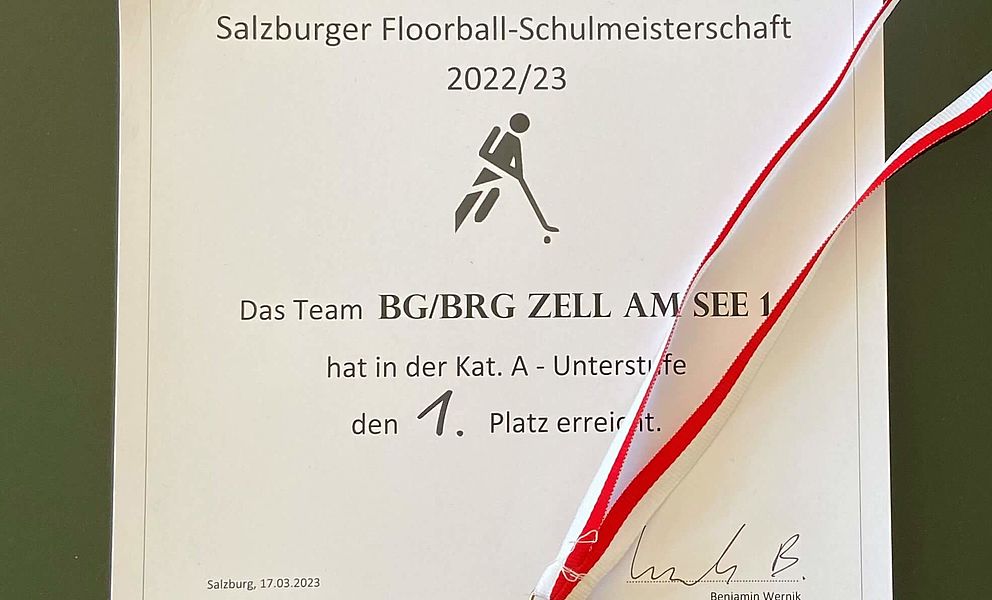 Salzburger Floorball-Schulmeisterschaft
2022/23
Das Team BG/BRG ZELL AM SEE 1
hat in der Kat. A - Unterstufe
den 1. Platz erreicht.
Salzburg, 17.03.2023
Benjamin Wernik